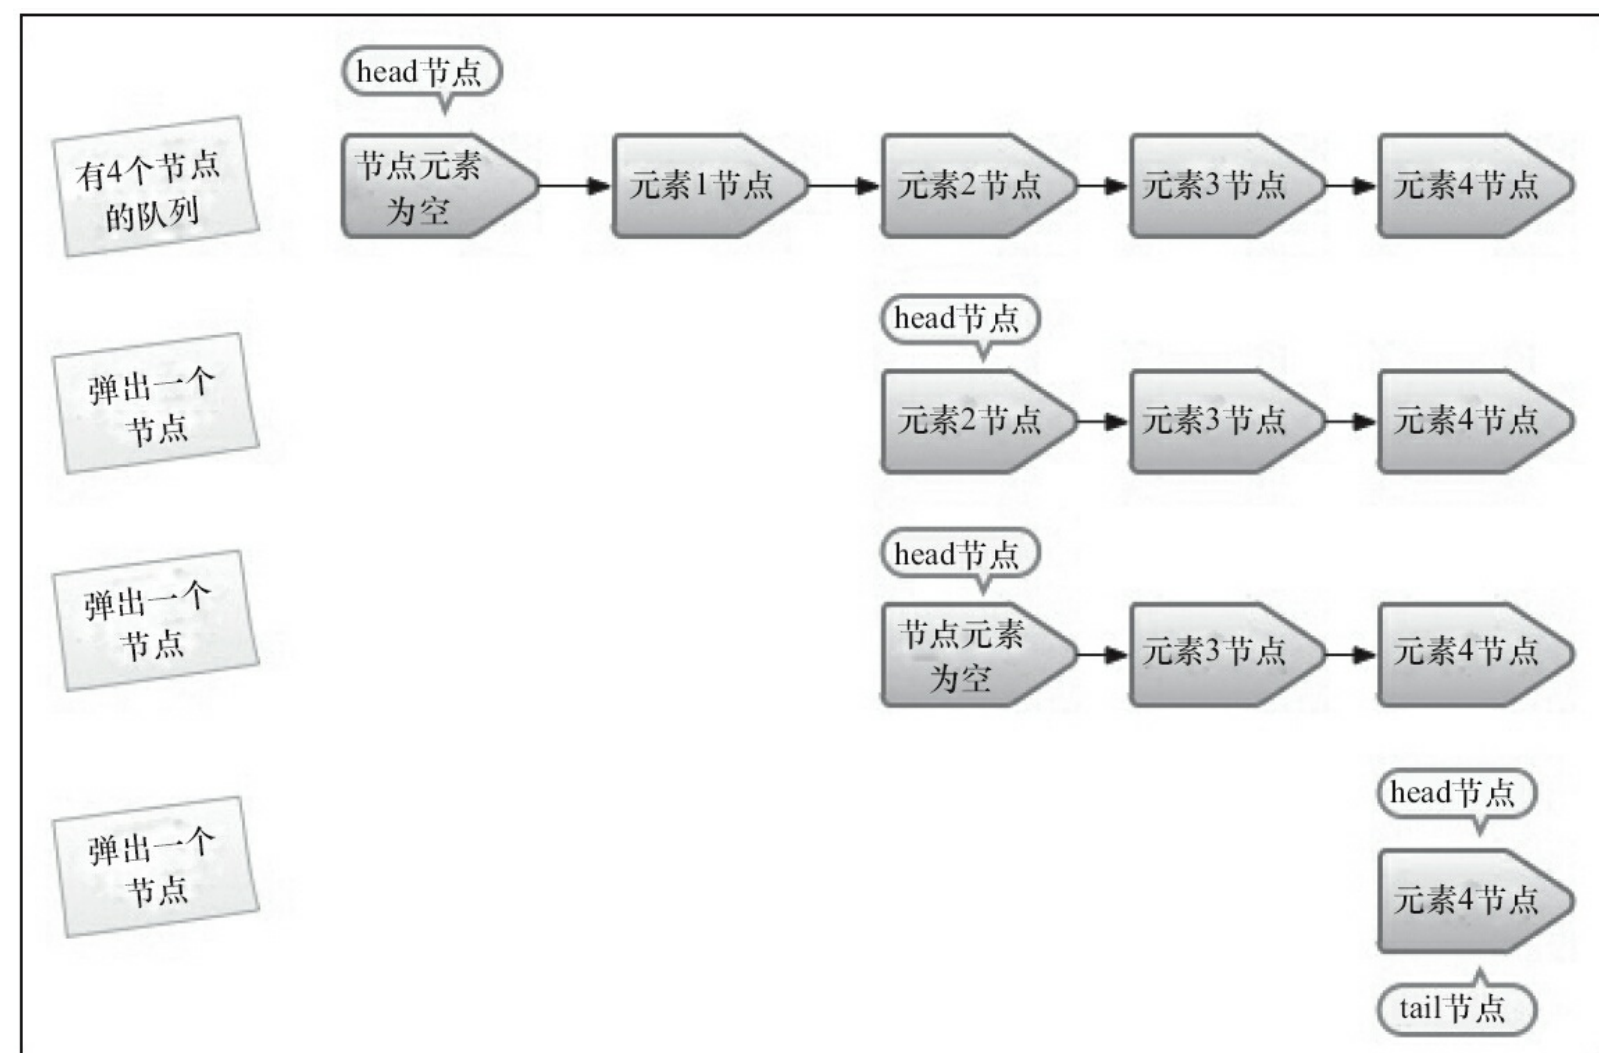 head节点
有4个节点
的队列
节点元素
为空
元素1节点
元素2节点
元素3节点
元素4节点
head节点
弹出一个
节点
元素2节点
元素3节点
元素4节点
head节点
弹出一个
节点
节点元素
为空
元素3节点
元素4节点
head节点
弹出一个
节点
元素4节点
tail节点